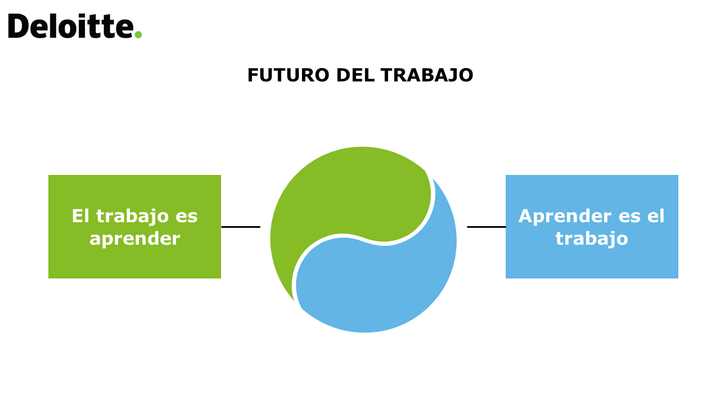 Deloitte.
FUTURO DEL TRABAJO
El trabajo es
aprender
Aprender es el
trabajo